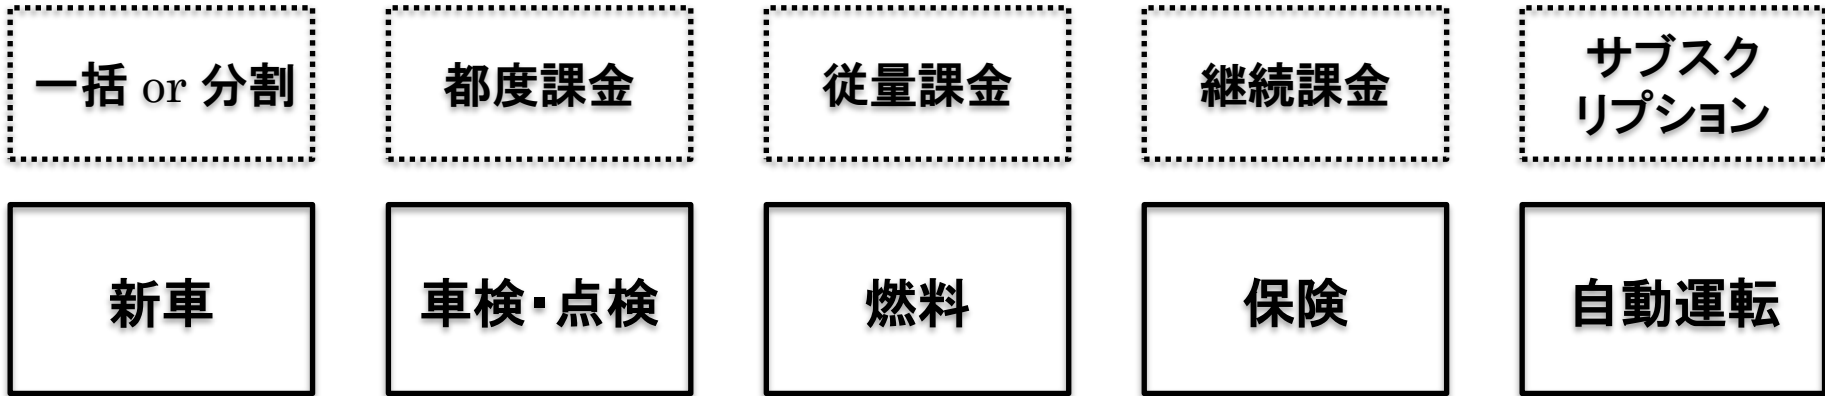 一括 or 分割
都度課金
従量課金
継続課金
サブスク
リプション
新車
車検・点検
燃料
保険
自動運転